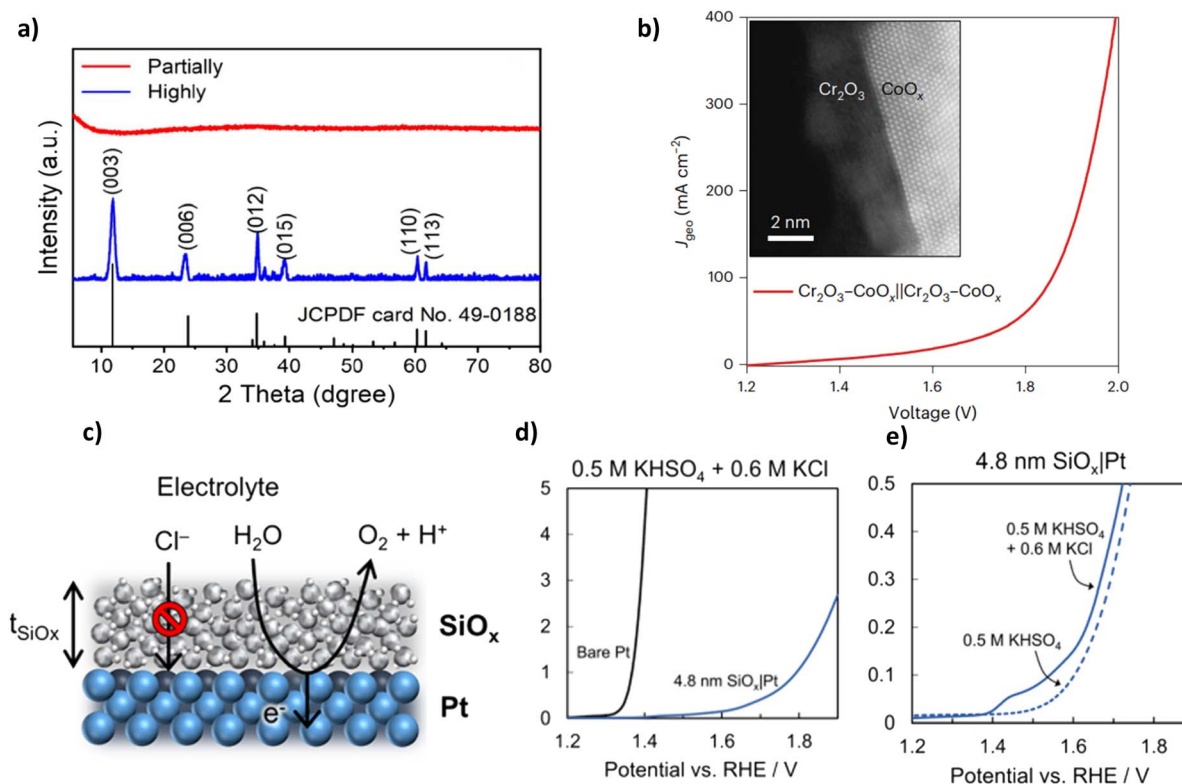 a)
Partially
Highly
(003)
(006)
(012)
(015)
(110)
(113)
JCPDF card No. 49-0188
Intensity (a.u.)
10 20 30 40 50 60 70 80
2 Theta (dgree)
b)
400
300
200
100
0
J_geo (mA cm⁻²)
Cr₂O₃ CoOₓ
2 nm
Cr₂O₃–CoOₓ||Cr₂O₃–CoOₓ
1.2 1.4 1.6 1.8 2.0
Voltage (V)
c)
Electrolyte
Cl⁻ H₂O O₂ + H⁺
t_SiOx
SiOₓ
e⁻
Pt
d)
0.5 M KHSO₄ + 0.6 M KCl
5
4
3
2
1
0
Bare Pt
4.8 nm SiOₓ|Pt
1.2 1.4 1.6 1.8
Potential vs. RHE / V
e)
4.8 nm SiOₓ|Pt
0.5
0.4
0.3
0.2
0.1
0
0.5 M KHSO₄
+ 0.6 M KCl
0.5 M KHSO₄
1.2 1.4 1.6 1.8
Potential vs. RHE / V